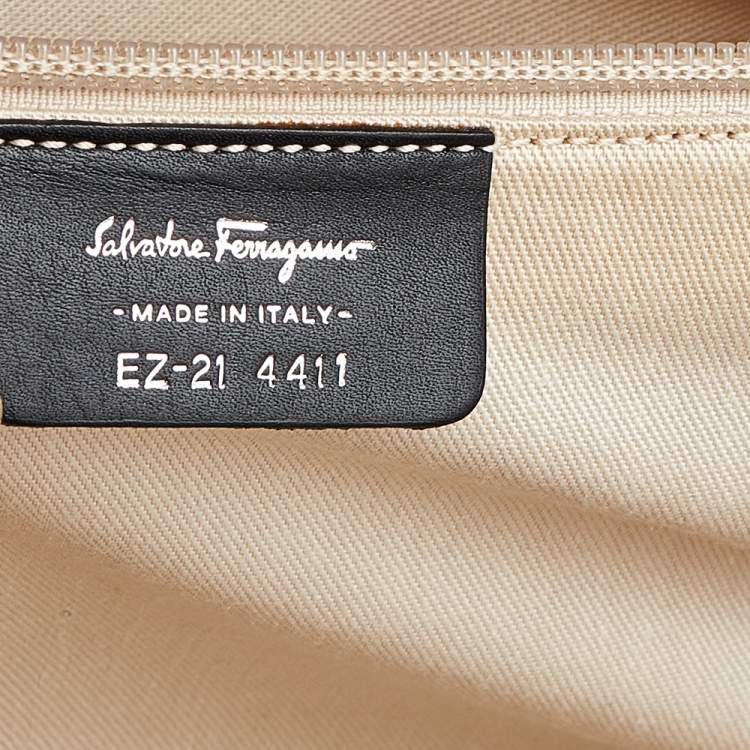 Salvatore Ferragamo
-MADE IN ITALY-
EZ-21 4411